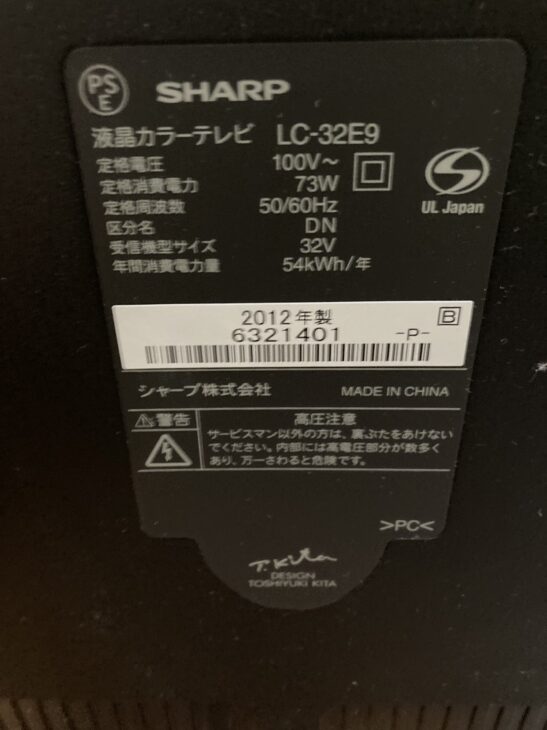 PSE
SHARP
液晶カラーテレビ LC-32E9
定格電圧 100V～
定格消費電力 73W
定格周波数 50/60Hz
区分名 DN
受信機型サイズ 32V
年間消費電力量 54kWh/年
UL Japan
2012年製 B
6321401 -P-
シャープ株式会社 MADE IN CHINA
警告 高圧注意
サービスマン以外の方は、裏ぶたをあけない
でください。内部には高電圧部分が数多く
あり、万一さわると危険です。
>PC<
T. Kita
DESIGN
TOSHIYUKI KITA